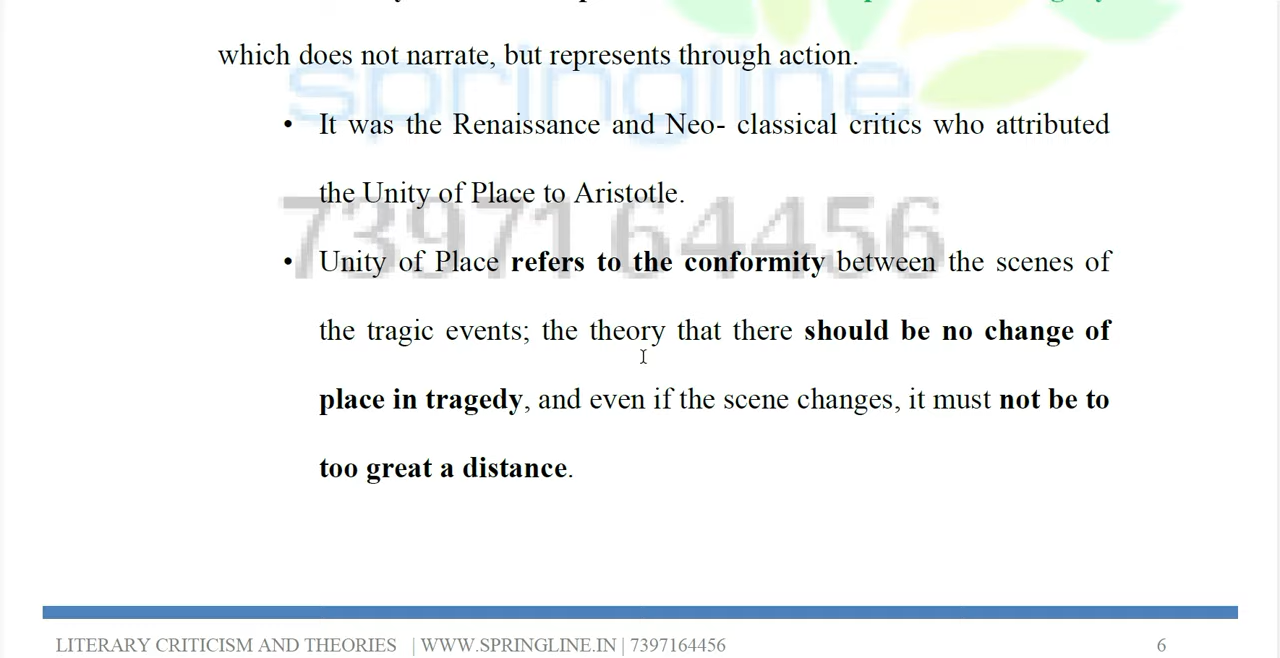 which does not narrate, but represents through action.
springline
• It was the Renaissance and Neo- classical critics who attributed
the Unity of Place to Aristotle.
7397164456
• Unity of Place refers to the conformity between the scenes of
the tragic events; the theory that there should be no change of
place in tragedy, and even if the scene changes, it must not be to
too great a distance.
LITERARY CRITICISM AND THEORIES | WWW.SPRINGLINE.IN | 7397164456
6